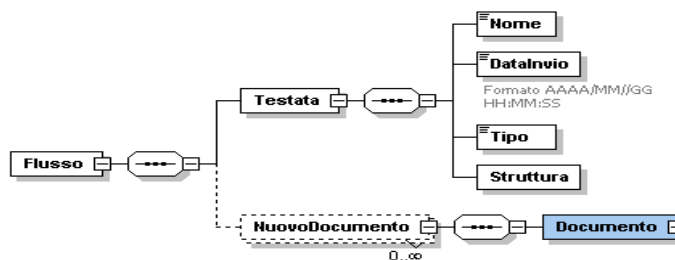 Nome
DataInvio
Formato AAAA/MM//GG
HH:MM:SS
Testata
Tipo
Flusso
Struttura
NuovoDocumento
0..∞
Documento